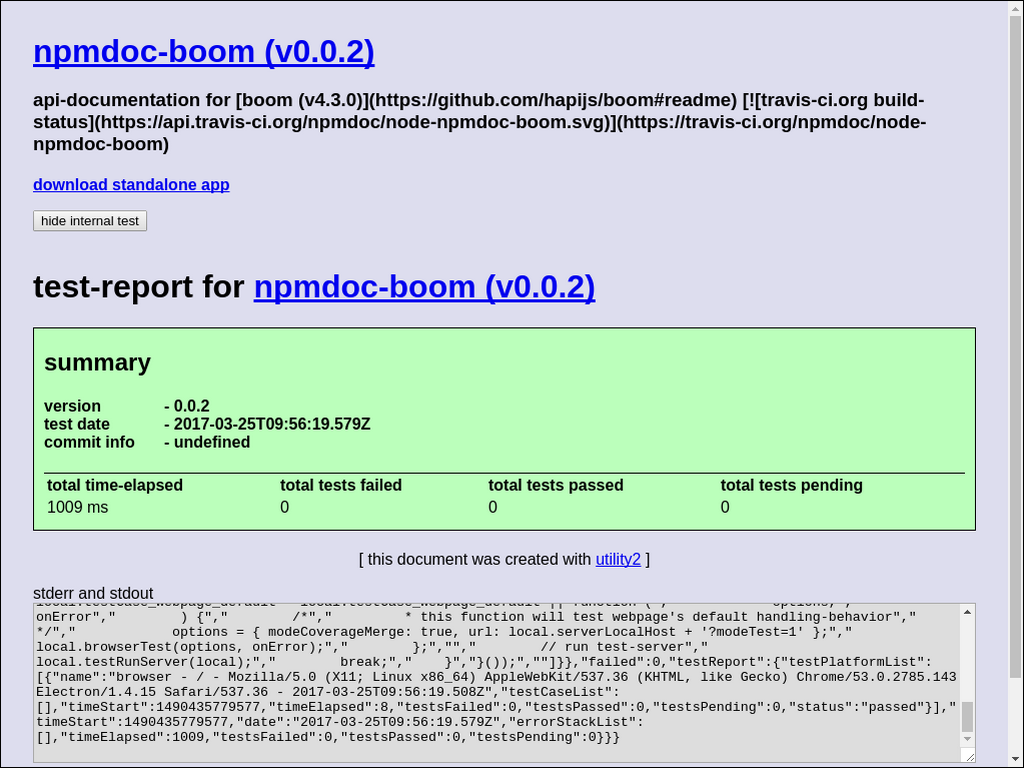 npmdoc-boom (v0.0.2)
api-documentation for [boom (v4.3.0)](https://github.com/hapijs/boom#readme) [![travis-ci.org build-
status](https://api.travis-ci.org/npmdoc/node-npmdoc-boom.svg)](https://travis-ci.org/npmdoc/node-
npmdoc-boom)
download standalone app
hide internal test
test-report for npmdoc-boom (v0.0.2)
summary
version - 0.0.2
test date - 2017-03-25T09:56:19.579Z
commit info - undefined
total time-elapsed total tests failed total tests passed total tests pending
1009 ms 0 0 0
[ this document was created with utility2 ]
stderr and stdout
onError","        ) {","        /*","         * this function will test webpage's default handling-behavior","
*/","            options = { modeCoverageMerge: true, url: local.serverLocalHost + '?modeTest=1' };","
local.browserTest(options, onError);","        };","","        // run test-server","
local.testRunServer(local);","        break;","    }","}());",""]}},"failed":0,"testReport":{"testPlatformList":
[{"name":"browser - / - Mozilla/5.0 (X11; Linux x86_64) AppleWebKit/537.36 (KHTML, like Gecko) Chrome/53.0.2785.143
Electron/1.4.15 Safari/537.36 - 2017-03-25T09:56:19.508Z","testCaseList":
[],"timeStart":1490435779577,"timeElapsed":8,"testsFailed":0,"testsPassed":0,"testsPending":0,"status":"passed"}],"
timeStart":1490435779577,"date":"2017-03-25T09:56:19.579Z","errorStackList":
[],"timeElapsed":1009,"testsFailed":0,"testsPassed":0,"testsPending":0}}}